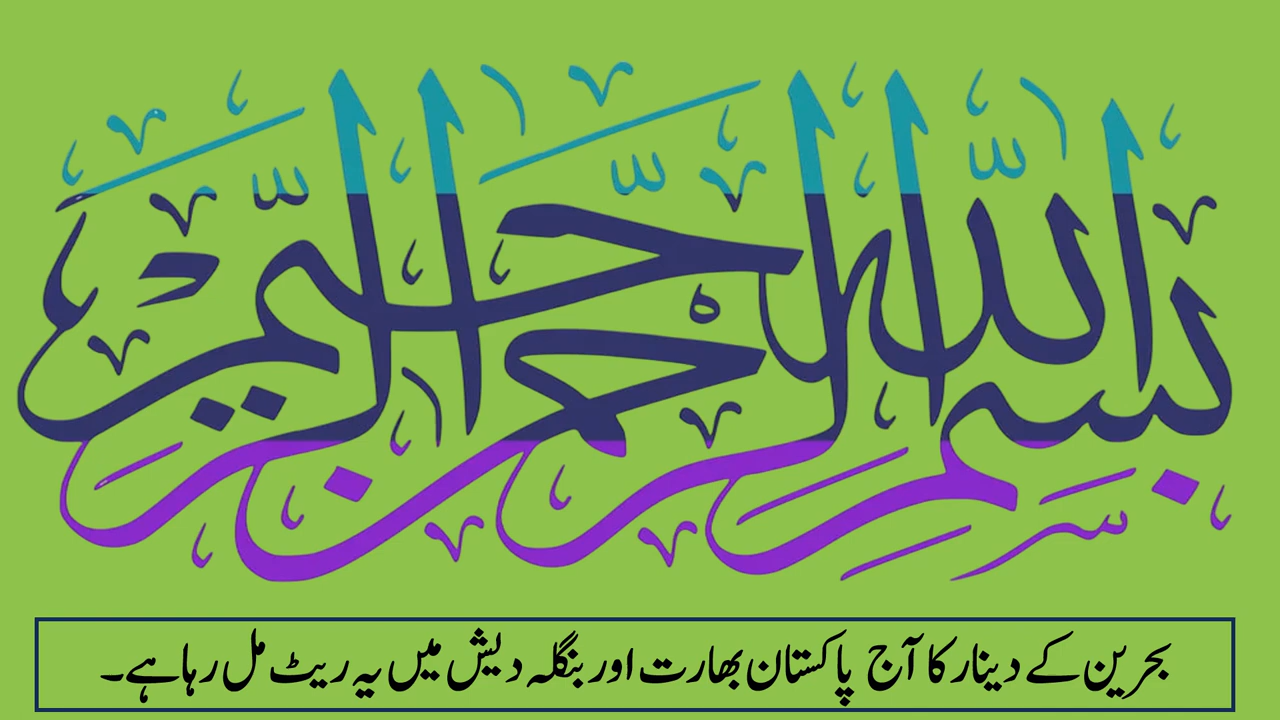 بسم الله الرحمن الرحيم
بحرین کے دینار کا آج پاکستان بھارت اور بنگلہ دیش میں یہ ریٹ مل رہا ہے۔